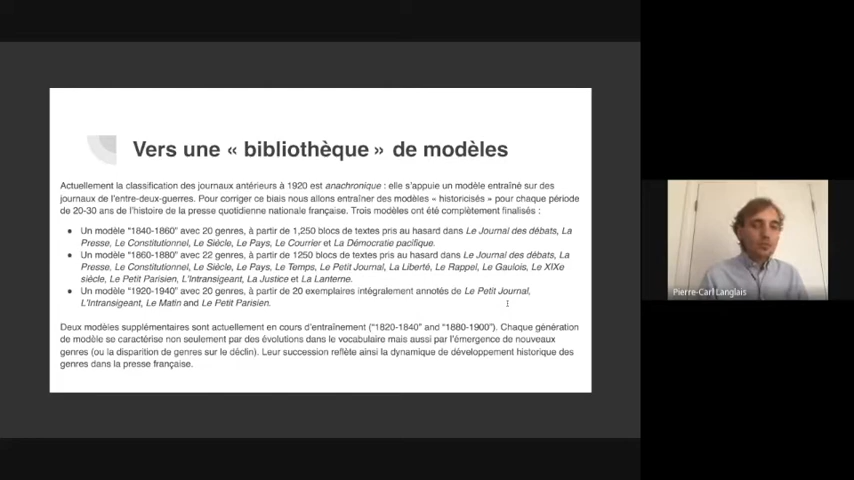 Vers une « bibliothèque » de modèles
Actuellement la classification des journaux antérieurs à 1920 est anachronique : elle s'appuie un modèle entraîné sur des
journaux de l'entre-deux-guerres. Pour corriger ce biais nous allons entraîner des modèles « historicisés » pour chaque période
de 20-30 ans de l'histoire de la presse quotidienne nationale française. Trois modèles ont été complètement finalisés :
● Un modèle "1840-1860" avec 20 genres, à partir de 1,250 blocs de textes pris au hasard dans Le Journal des débats, La
Presse, Le Constitutionnel, Le Siècle, Le Pays, Le Courrier et La Démocratie pacifique.
● Un modèle "1860-1880" avec 22 genres, à partir de 1250 blocs de textes pris au hasard dans Le Journal des débats, La
Presse, Le Constitutionnel, Le Siècle, Le Pays, Le Temps, Le Petit Journal, La Liberté, Le Rappel, Le Gaulois, Le XIXe
siècle, Le Petit Parisien, L'Intransigeant, La Justice et La Lanterne.
● Un modèle "1920-1940" avec 20 genres, à partir de 20 exemplaires intégralement annotés de Le Petit Journal,
L'Intransigeant, Le Matin and Le Petit Parisien.
Deux modèles supplémentaires sont actuellement en cours d'entraînement ("1820-1840" and "1880-1900"). Chaque génération
de modèle se caractérise non seulement par des évolutions dans le vocabulaire mais aussi par l'émergence de nouveaux
genres (ou la disparition de genres sur le déclin). Leur succession reflète ainsi la dynamique de développement historique des
genres dans la presse française.
Pierre-Carl Langlais